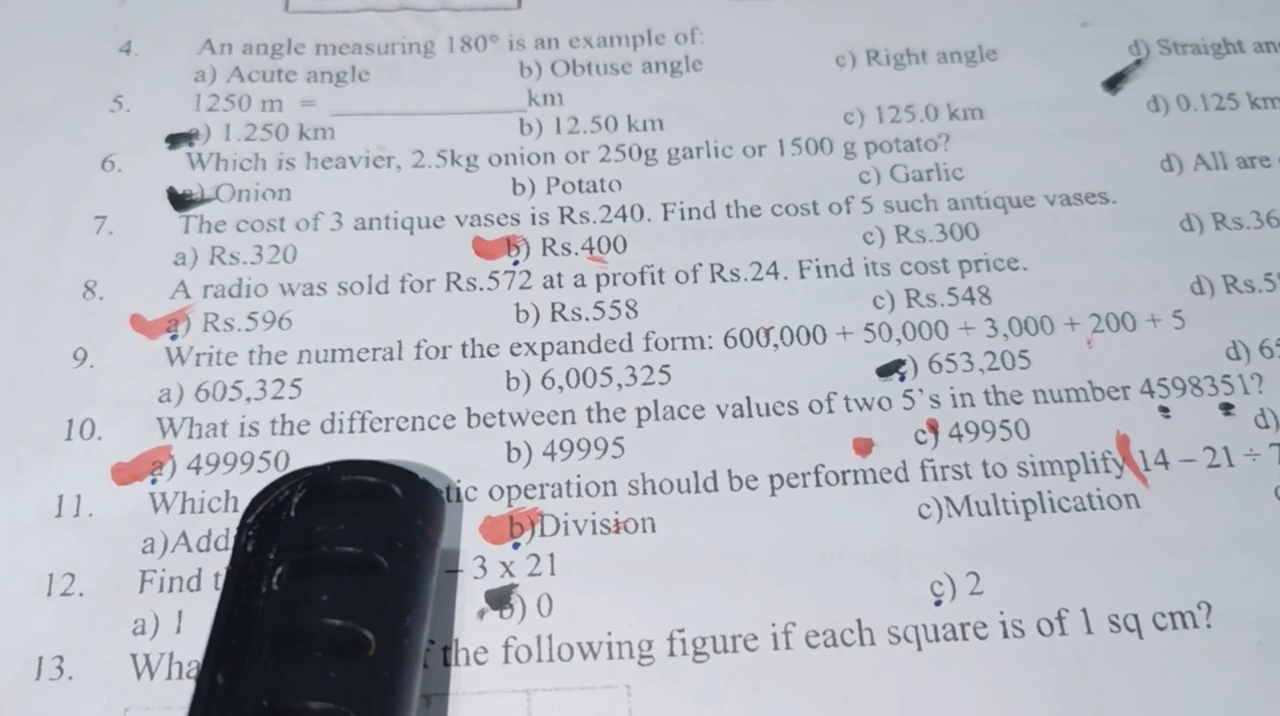 4. An angle measuring 180° is an example of:
a) Acute angle b) Obtuse angle c) Right angle d) Straight an
5. 1250 m = ____________ km
a) 1.250 km b) 12.50 km c) 125.0 km d) 0.125 km
6. Which is heavier, 2.5kg onion or 250g garlic or 1500 g potato?
a) Onion b) Potato c) Garlic d) All are
7. The cost of 3 antique vases is Rs.240. Find the cost of 5 such antique vases.
a) Rs.320 b) Rs.400 c) Rs.300 d) Rs.36
8. A radio was sold for Rs.572 at a profit of Rs.24. Find its cost price.
a) Rs.596 b) Rs.558 c) Rs.548 d) Rs.5
9. Write the numeral for the expanded form: 600,000 + 50,000 + 3,000 + 200 + 5
a) 605,325 b) 6,005,325 c) 653,205 d) 6
10. What is the difference between the place values of two 5's in the number 4598351?
a) 499950 b) 49995 c) 49950 d)
11. Which tic operation should be performed first to simplify 14 – 21 ÷ 7
a)Add b)Division c)Multiplication
12. Find t – 3 x 21
a) 1 b) 0 c) 2
13. Wha f the following figure if each square is of 1 sq cm?